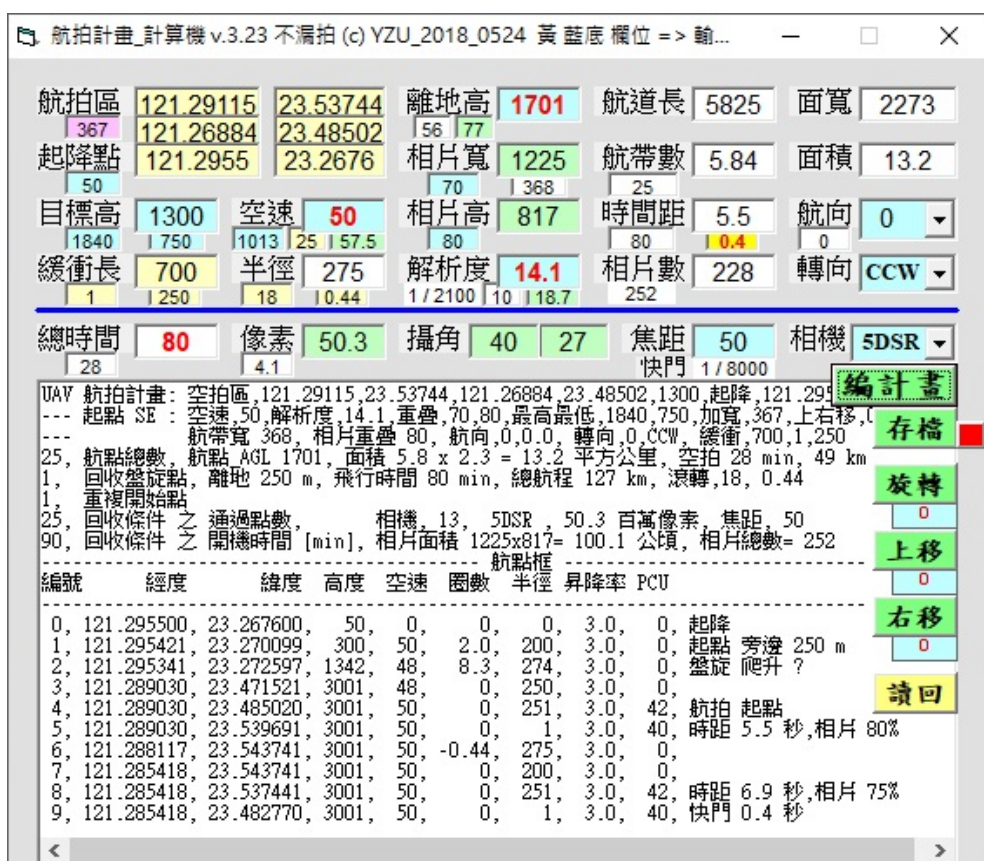 航拍計畫_計算機 v.3.23 不漏拍 (c) YZU_2018_0524 黃 藍底 欄位 => 輸...
航拍區 121.29115 23.53744 離地高 1701 航道長 5825 面寬 2273
367 121.26884 23.48502 56 77
起降點 121.2955 23.2676 相片寬 1225 航帶數 5.84 面積 13.2
50 70 368 25
目標高 1300 空速 50 相片高 817 時間距 5.5 航向 0
1840 750 1013 25 57.5 80 80 0.4 0
緩衝長 700 半徑 275 解析度 14.1 相片數 228 轉向 CCW
1 250 18 0.44 1 / 2100 10 18.7 252
總時間 80 像素 50.3 攝角 40 27 焦距 50 相機 5DSR
28 4.1 快門 1 / 8000
編計畫
UAV 航拍計畫: 空拍區,121.29115,23.53744,121.26884,23.48502,1300,起降,121.295
--- 起點 SE : 空速,50,解析度,14.1,重疊,70,80,最高最低,1840,750,加寬,367,上右移,0
存檔
--- 航帶寬 368, 相片重疊 80, 航向,0,0.0, 轉向,0,CCW, 緩衝,700,1,250
25, 航點總數, 航點 AGL 1701, 面積 5.8 x 2.3 = 13.2 平方公里, 空拍 28 min, 49 km
1, 回收盤旋點, 離地 250 m, 飛行時間 80 min, 總航程 127 km, 滾轉,18, 0.44
旋轉
1, 重複開始點
25, 回收條件 之 通過點數, 相機, 13, 5DSR , 50.3 百萬像素, 焦距, 50
0
90, 回收條件 之 開機時間 [min], 相片面積 1225x817= 100.1 公頃, 相片總數= 252
上移
---------------------------------------- 航點框 ----------------------------
編號 經度 緯度 高度 空速 圈數 半徑 昇降率 PCU
0
--------------------------------------------------------------------------
0, 121.295500, 23.267600, 50, 0, 0, 0, 3.0, 0, 起降
右移
1, 121.295421, 23.270099, 300, 50, 2.0, 200, 3.0, 0, 起點 旁邊 250 m
0
2, 121.295341, 23.272597, 1342, 48, 8.3, 274, 3.0, 0, 盤旋 爬升 ?
3, 121.289030, 23.471521, 3001, 48, 0, 250, 3.0, 0,
讀回
4, 121.289030, 23.485020, 3001, 50, 0, 251, 3.0, 42, 航拍 起點
5, 121.289030, 23.539691, 3001, 50, 0, 1, 3.0, 40, 時距 5.5 秒,相片 80%
6, 121.288117, 23.543741, 3001, 50, -0.44, 275, 3.0, 0,
7, 121.285418, 23.543741, 3001, 50, 0, 200, 3.0, 0,
8, 121.285418, 23.537441, 3001, 50, 0, 251, 3.0, 42, 時距 6.9 秒,相片 75%
9, 121.285418, 23.482770, 3001, 50, 0, 1, 3.0, 40, 快門 0.4 秒